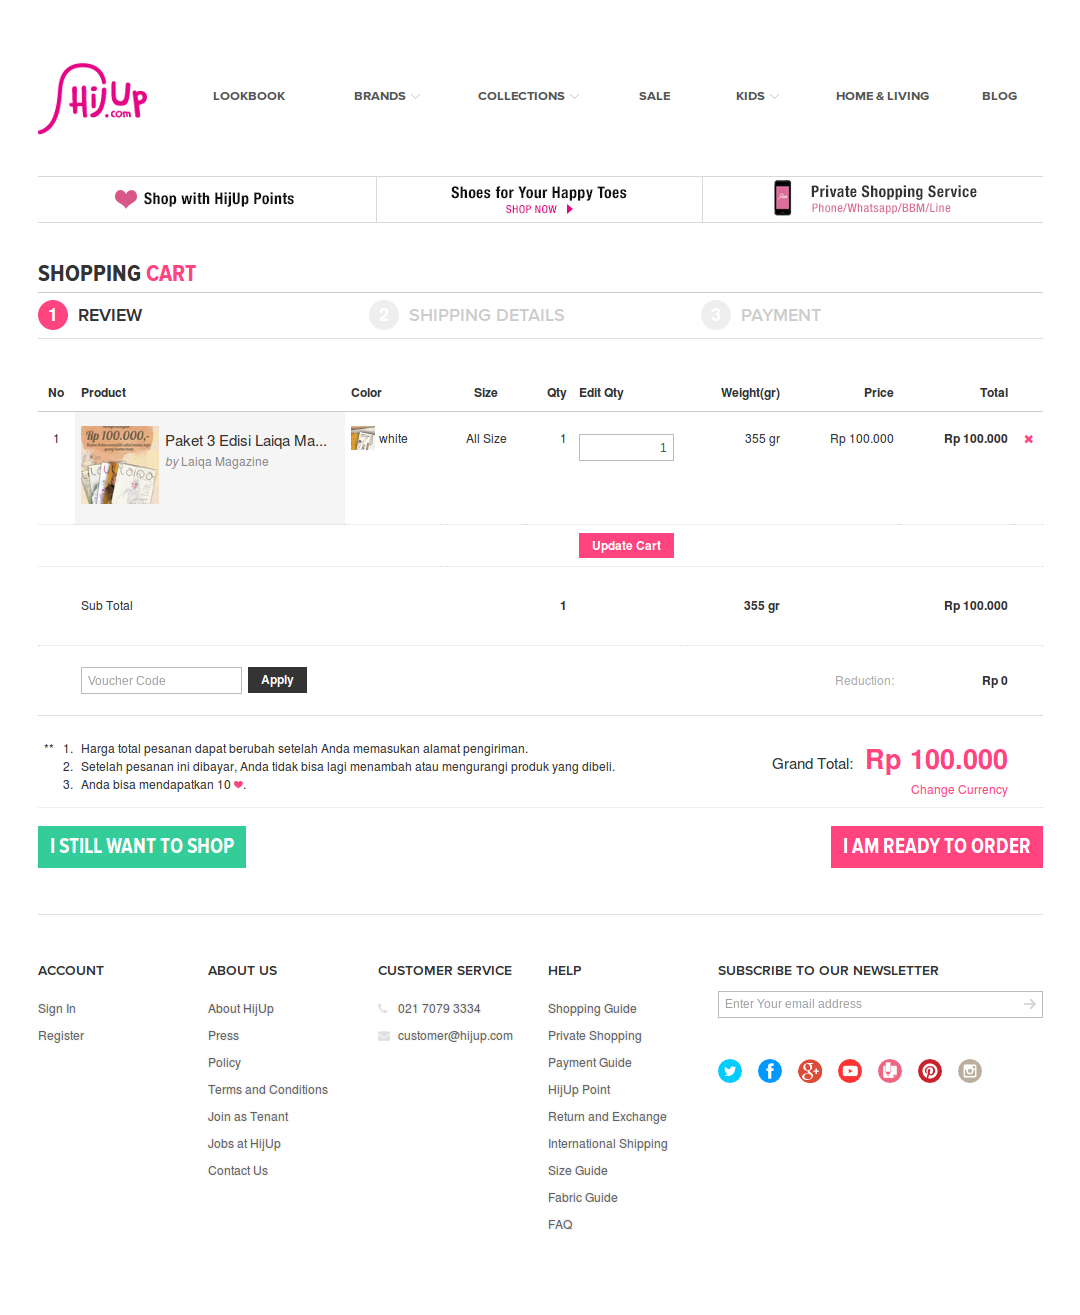 HijUp
.com
LOOKBOOK BRANDS COLLECTIONS SALE KIDS HOME & LIVING BLOG
Shop with HijUp Points
Shoes for Your Happy Toes
SHOP NOW
Private Shopping Service
Phone/Whatsapp/BBM/Line
SHOPPING CART
1 REVIEW 2 SHIPPING DETAILS 3 PAYMENT
No Product Color Size Qty Edit Qty Weight(gr) Price Total
1 Paket 3 Edisi Laiqa Ma... white All Size 1 1 355 gr Rp 100.000 Rp 100.000
Rp 100.000,-
by Laiqa Magazine
Update Cart
Sub Total 1 355 gr Rp 100.000
Voucher Code Apply Reduction: Rp 0
** 1. Harga total pesanan dapat berubah setelah Anda memasukan alamat pengiriman.
2. Setelah pesanan ini dibayar, Anda tidak bisa lagi menambah atau mengurangi produk yang dibeli.
3. Anda bisa mendapatkan 10 ❤.
Grand Total: Rp 100.000
Change Currency
I STILL WANT TO SHOP I AM READY TO ORDER
ACCOUNT
Sign In
Register
ABOUT US
About HijUp
Press
Policy
Terms and Conditions
Join as Tenant
Jobs at HijUp
Contact Us
CUSTOMER SERVICE
021 7079 3334
customer@hijup.com
HELP
Shopping Guide
Private Shopping
Payment Guide
HijUp Point
Return and Exchange
International Shipping
Size Guide
Fabric Guide
FAQ
SUBSCRIBE TO OUR NEWSLETTER
Enter Your email address